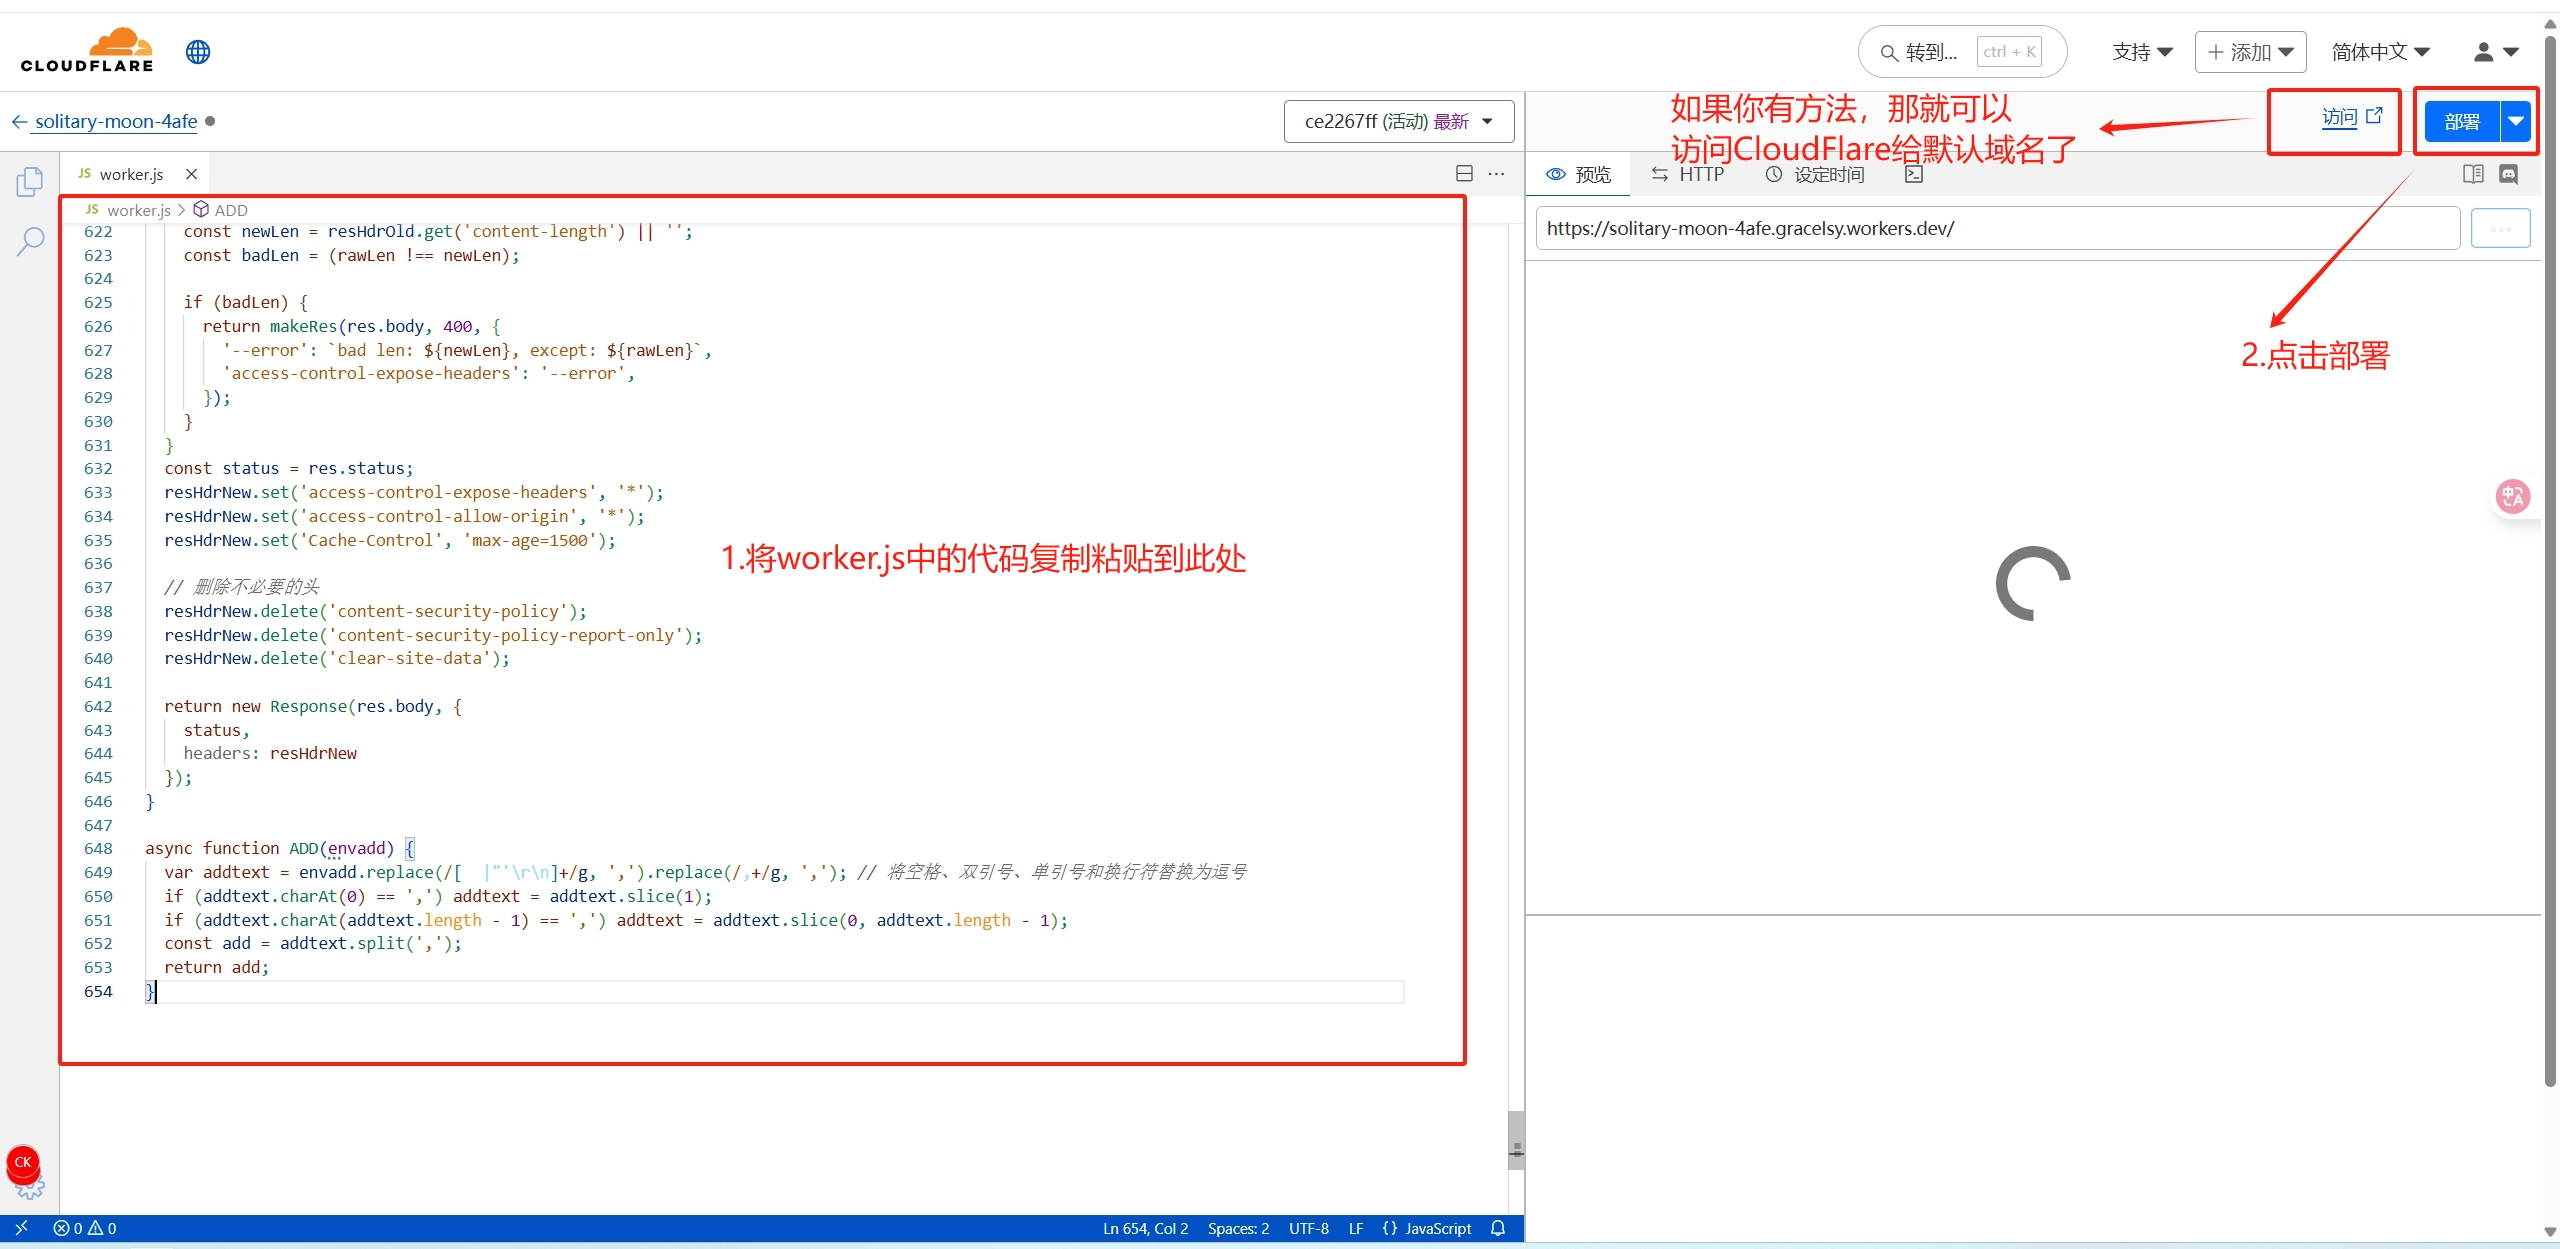 CLOUDFLARE
转到... ctrl + K
支持
添加
简体中文
solitary-moon-4afe
ce2267ff (活动) 最新
如果你有方法，那就可以
访问CloudFlare给默认域名了
访问
部署
JS worker.js
预览
HTTP
设定时间
JS worker.js > ADD
https://solitary-moon-4afe.gracelsy.workers.dev/
622 const newLen = resHdrOld.get('content-length') || '';
623 const badLen = (rawLen !== newLen);
624
625 if (badLen) {
626 return makeRes(res.body, 400, {
627 '--error': `bad len: ${newLen}, except: ${rawLen}`,
628 'access-control-expose-headers': '--error',
629 });
630 }
631 }
632 const status = res.status;
633 resHdrNew.set('access-control-expose-headers', '*');
634 resHdrNew.set('access-control-allow-origin', '*');
635 resHdrNew.set('Cache-Control', 'max-age=1500');
636
637 // 删除不必要的头
638 resHdrNew.delete('content-security-policy');
639 resHdrNew.delete('content-security-policy-report-only');
640 resHdrNew.delete('clear-site-data');
641
642 return new Response(res.body, {
643 status,
644 headers: resHdrNew
645 });
646 }
647
648 async function ADD(envadd) {
649 var addtext = envadd.replace(/[  |"'\r\n]+/g, ',').replace(/,+/g, ','); // 将空格、双引号、单引号和换行符替换为逗号
650 if (addtext.charAt(0) == ',') addtext = addtext.slice(1);
651 if (addtext.charAt(addtext.length - 1) == ',') addtext = addtext.slice(0, addtext.length - 1);
652 const add = addtext.split(',');
653 return add;
654 }
1.将worker.js中的代码复制粘贴到此处
2.点击部署
中A
CK
0 0
Ln 654, Col 2
Spaces: 2
UTF-8
LF
{} JavaScript